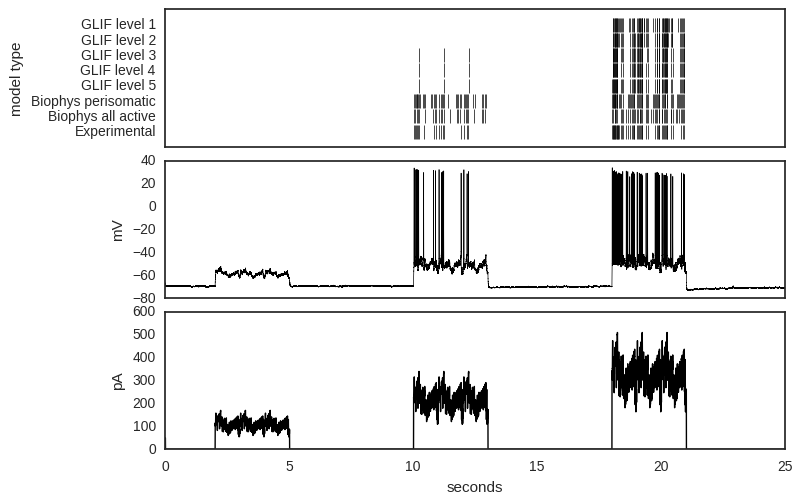 model type
GLIF level 1
GLIF level 2
GLIF level 3
GLIF level 4
GLIF level 5
Biophys perisomatic
Biophys all active
Experimental
mV
40
20
0
−20
−40
−60
−80
pA
600
500
400
300
200
100
0
0 5 10 15 20 25
seconds